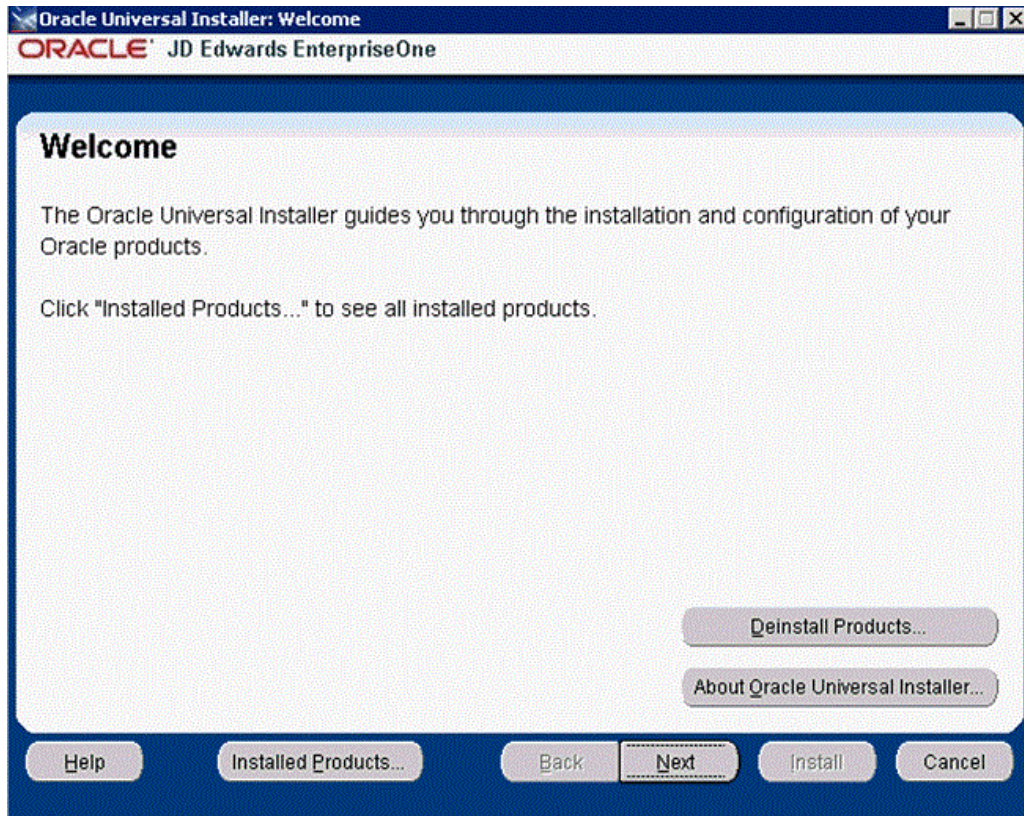 Oracle Universal Installer: Welcome
ORACLE JD Edwards EnterpriseOne
Welcome
The Oracle Universal Installer guides you through the installation and configuration of your
Oracle products.
Click "Installed Products..." to see all installed products.
Deinstall Products...
About Oracle Universal Installer...
Help Installed Products... Back Next Install Cancel